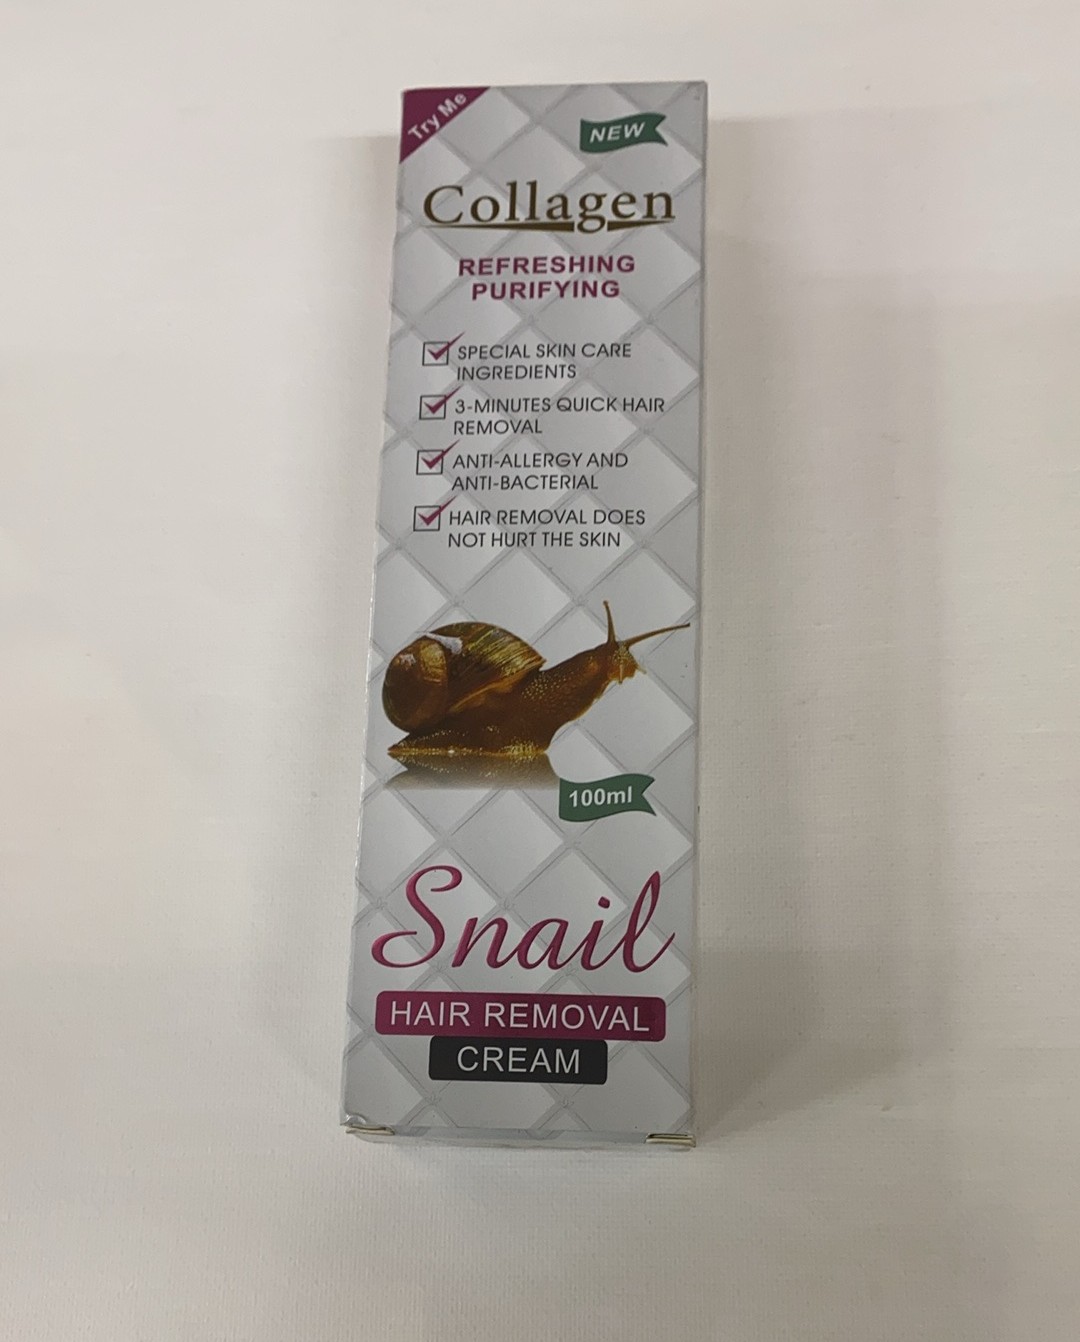 Try Me
NEW
Collagen
REFRESHING
PURIFYING
SPECIAL SKIN CARE
INGREDIENTS
3-MINUTES QUICK HAIR
REMOVAL
ANTI-ALLERGY AND
ANTI-BACTERIAL
HAIR REMOVAL DOES
NOT HURT THE SKIN
100ml
Snail
HAIR REMOVAL
CREAM